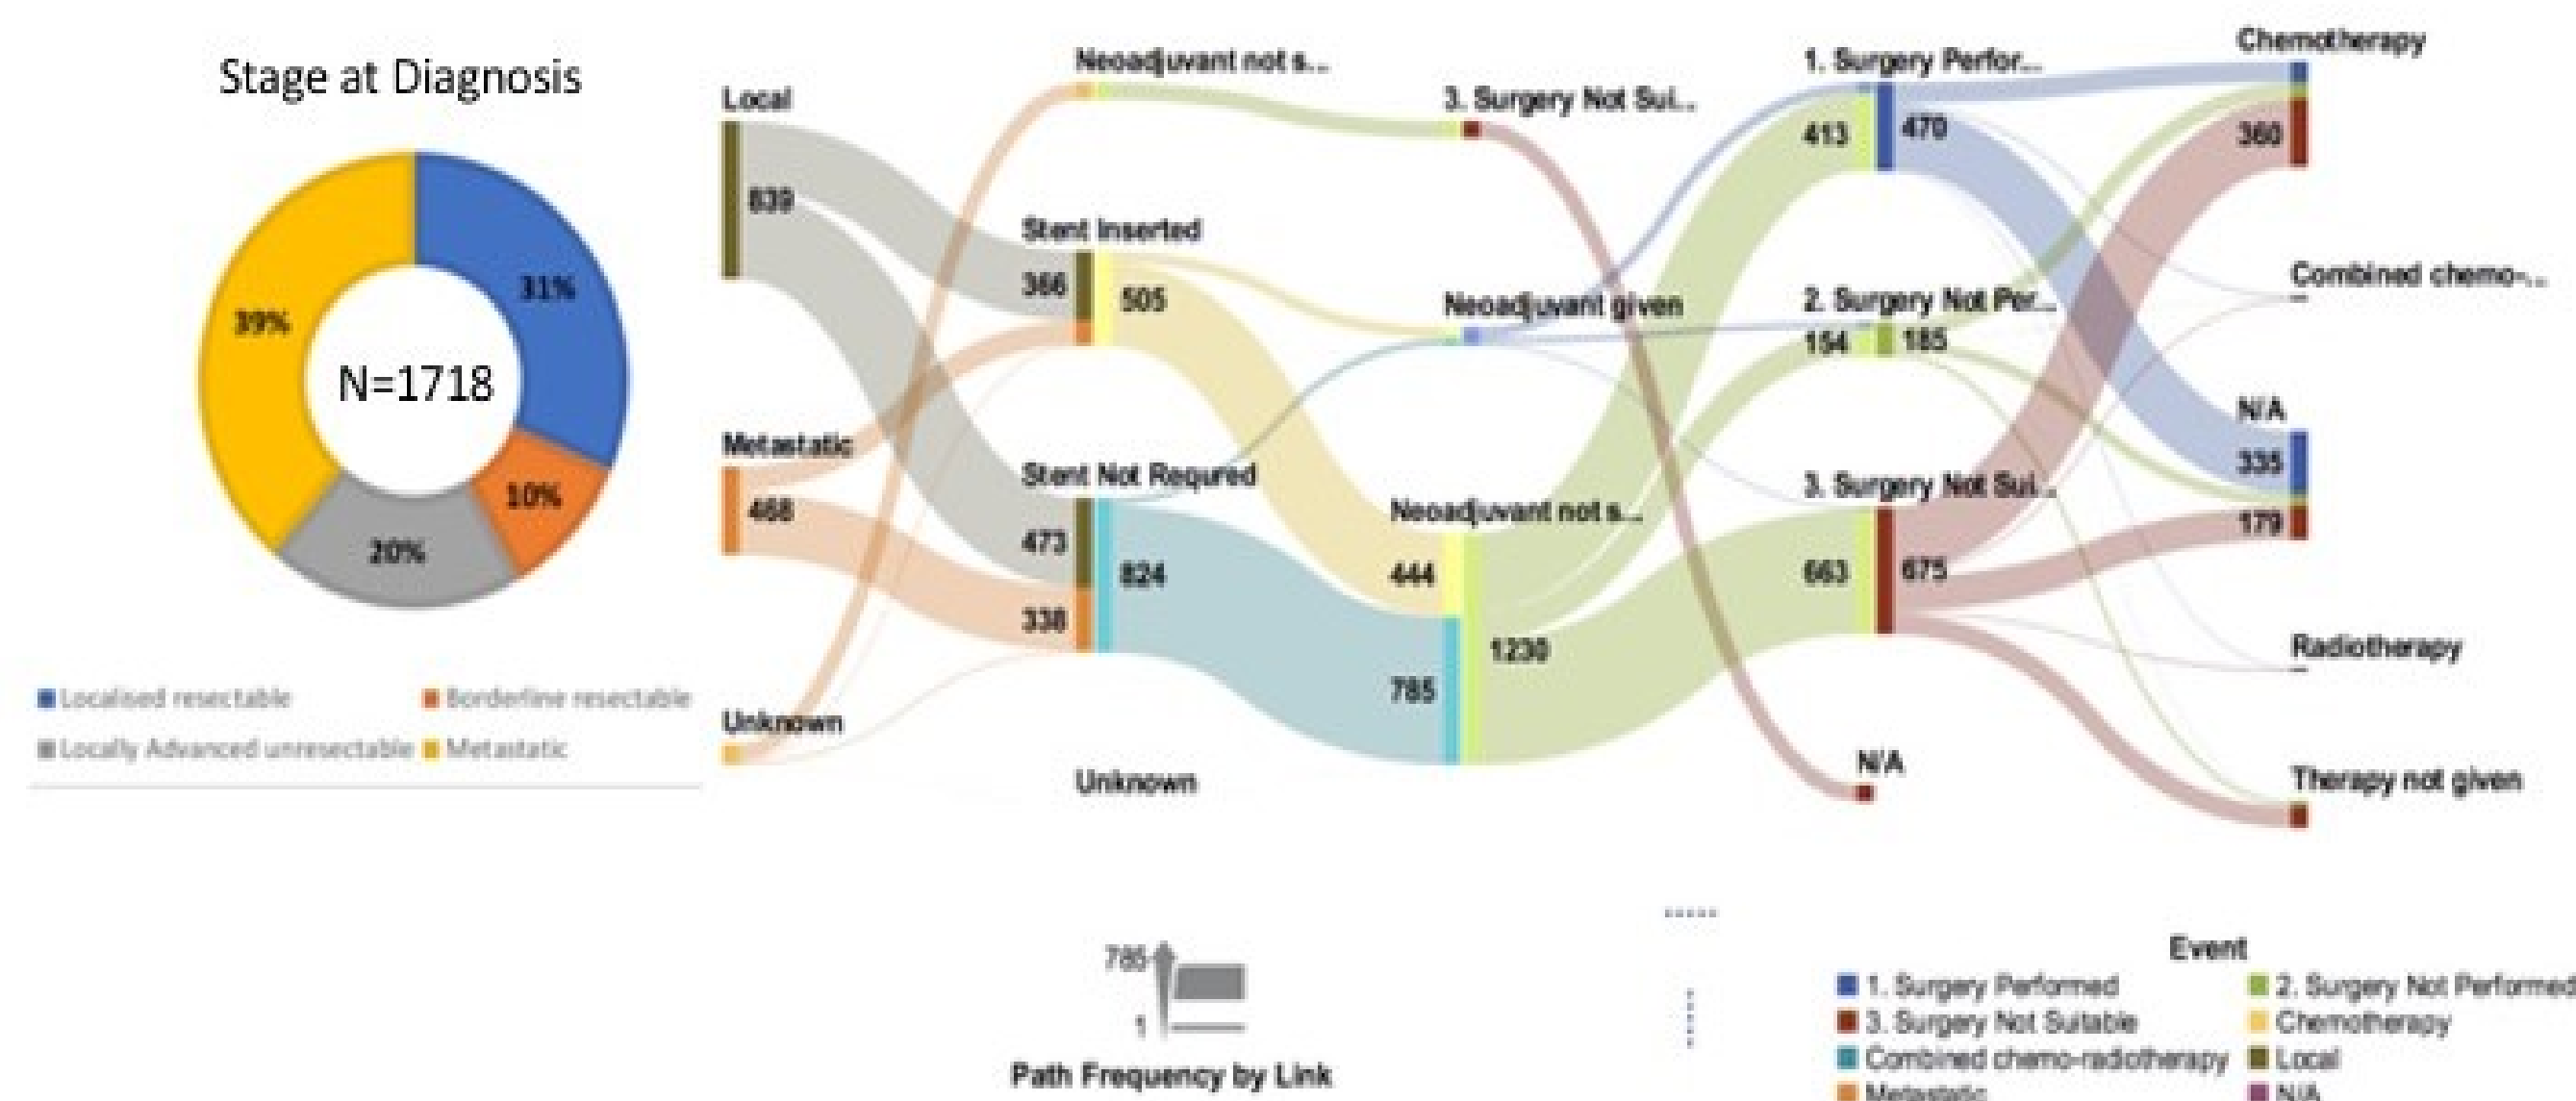 Stage at Diagnosis
31%
39%
N=1718
10%
20%
Localised resectable
Borderline resectable
Locally Advanced unresectable
Metastatic
Local
839
Metastatic
468
Unknown
Neoadjuvant not s...
Stent Inserted
366
505
Stent Not Requred
473
824
338
Unknown
3. Surgery Not Sui...
Neoadjuvant given
Neoadjuvant not s...
444
1230
785
1. Surgery Perfor...
413
470
2. Surgery Not Per...
154
185
3. Surgery Not Sui...
663
675
N/A
Chemotherapy
360
Combined chemo-...
N/A
335
179
Radiotherapy
Therapy not given
785
1
Path Frequency by Link
Event
1. Surgery Performed
2. Surgery Not Performed
3. Surgery Not Suitable
Chemotherapy
Combined chemo-radiotherapy
Local
Metastatic
N/A